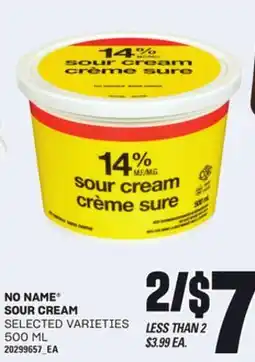 14%
M.F./M.G.
sour cream
crème sure
14%
M.F./M.G.
sour cream
crème sure
500 mL
NO NAME®
SOUR CREAM
SELECTED VARIETIES
500 ML
20299657_EA
2/$7
LESS THAN 2
$3.99 EA.